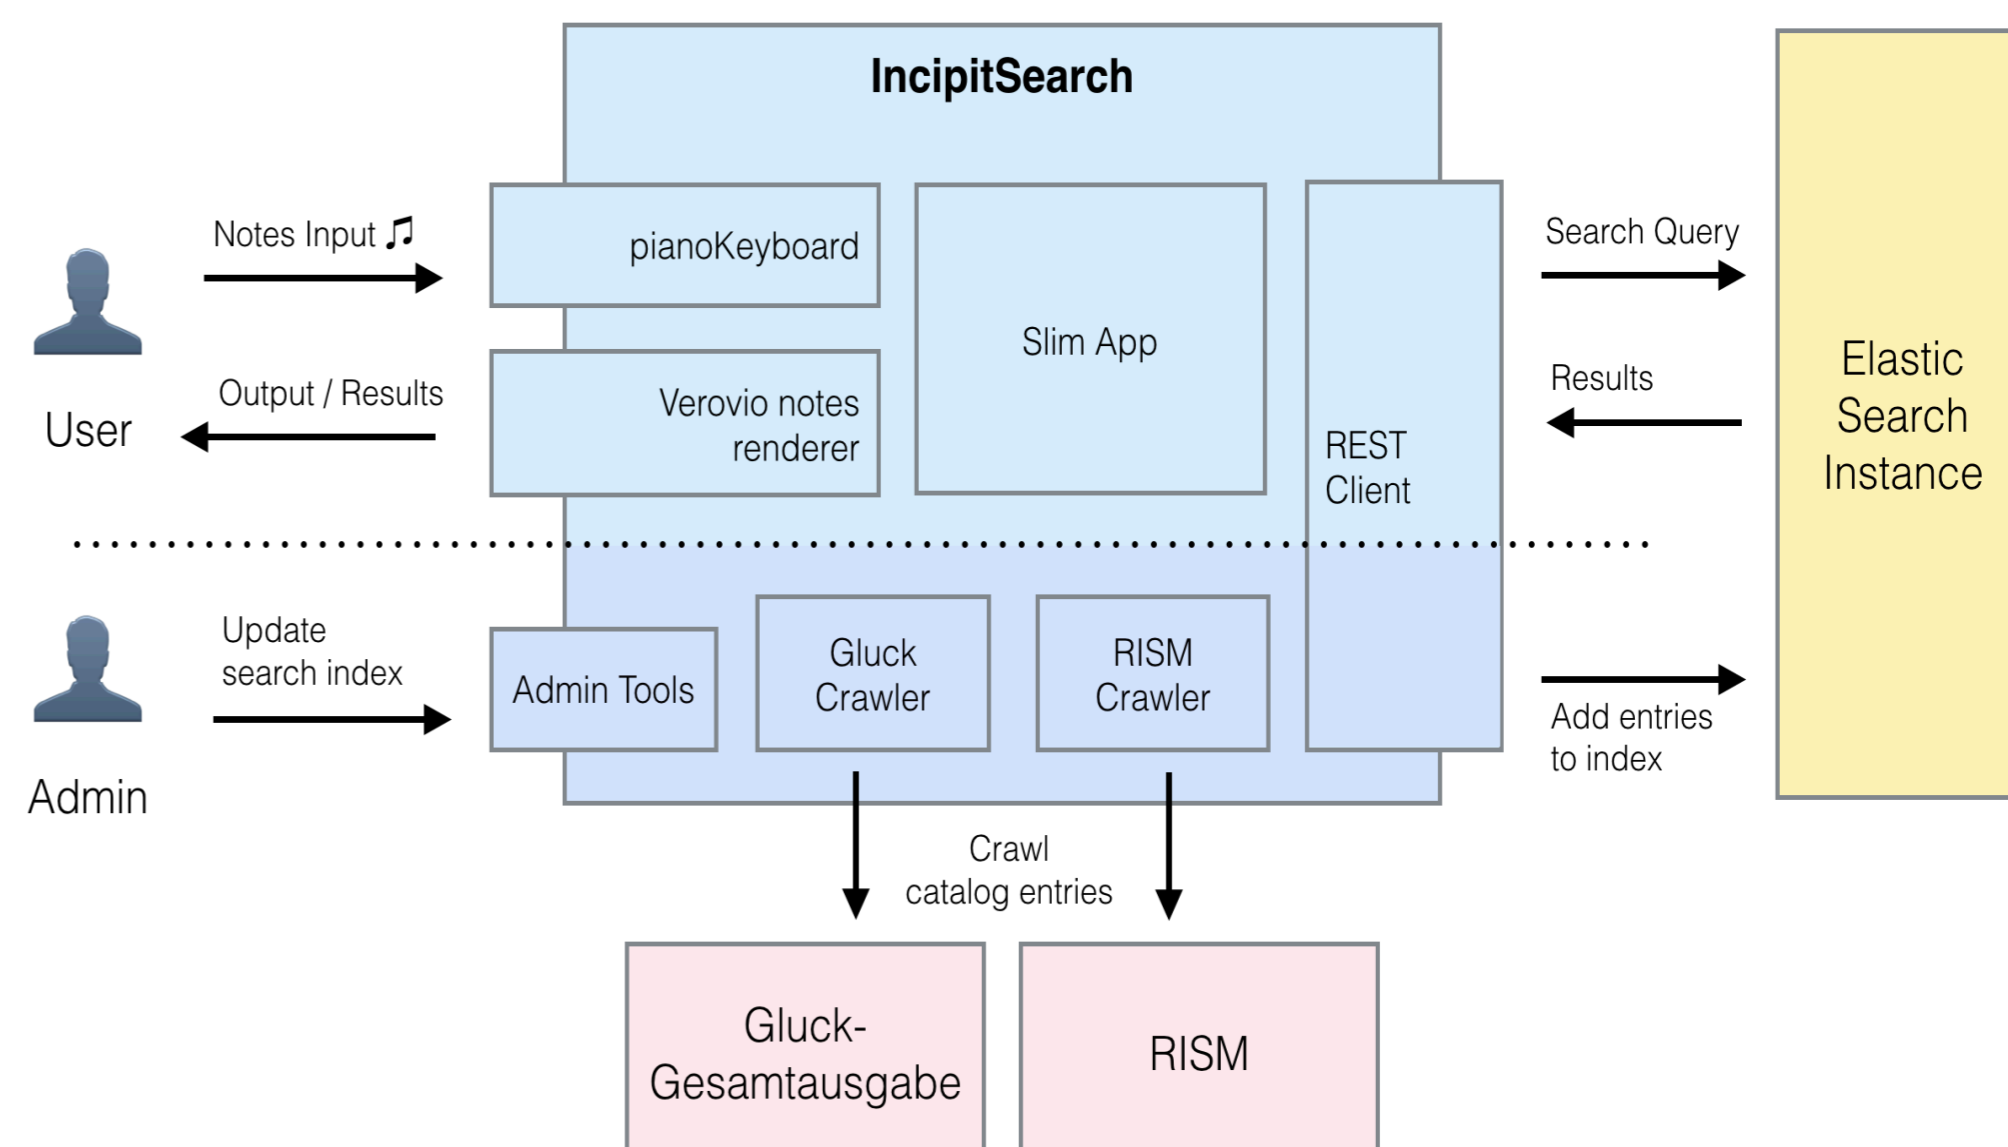 IncipitSearch
Notes Input ♫
pianoKeyboard
Search Query
Slim App
User
Output / Results
Verovio notes
renderer
REST
Client
Results
Elastic
Search
Instance
Update
search index
Admin
Admin Tools
Gluck
Crawler
RISM
Crawler
Add entries
to index
Crawl
catalog entries
Gluck-
Gesamtausgabe
RISM